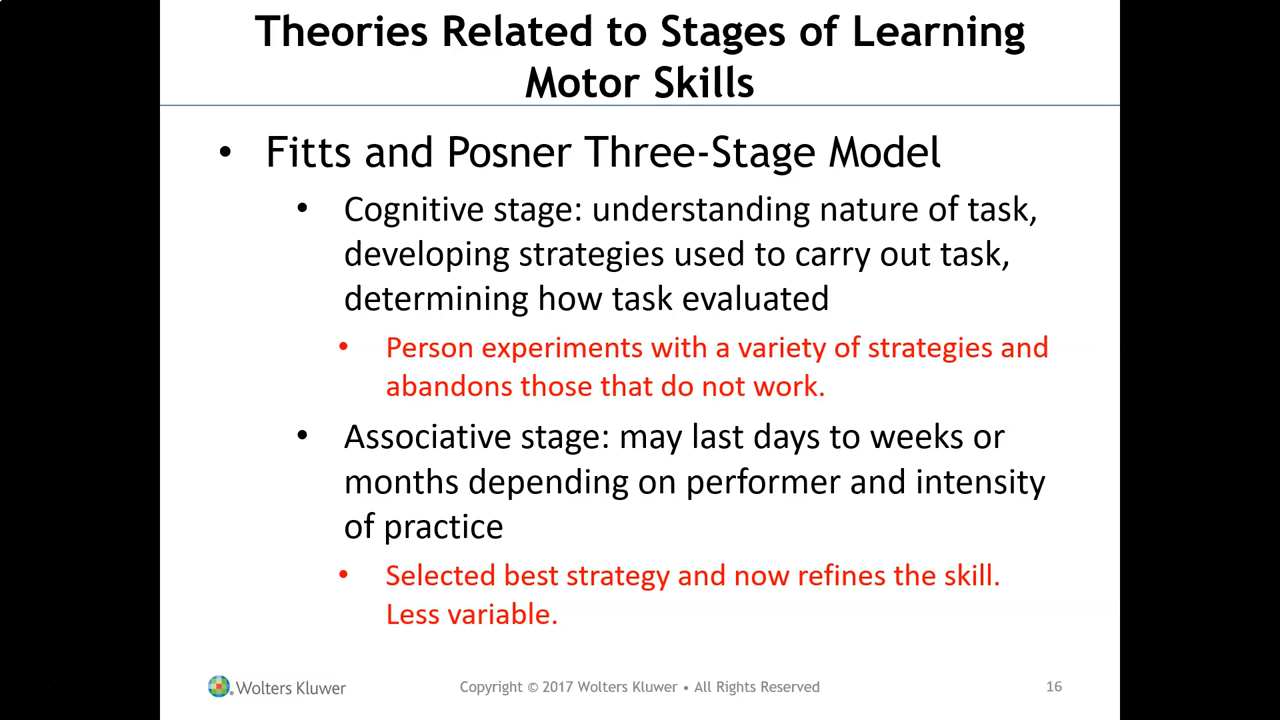 Theories Related to Stages of Learning
Motor Skills
• Fitts and Posner Three-Stage Model
• Cognitive stage: understanding nature of task,
developing strategies used to carry out task,
determining how task evaluated
• Person experiments with a variety of strategies and
abandons those that do not work.
• Associative stage: may last days to weeks or
months depending on performer and intensity
of practice
• Selected best strategy and now refines the skill.
Less variable.
Wolters Kluwer
Copyright © 2017 Wolters Kluwer • All Rights Reserved
16